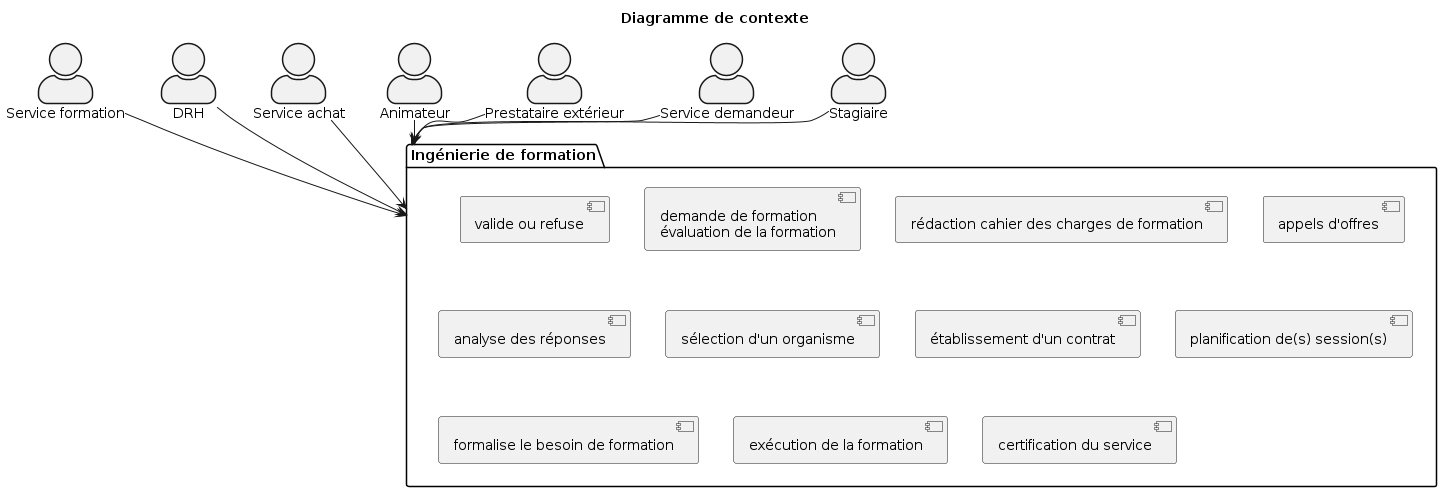 Diagramme de contexte
Service formation
DRH
Service achat
Animateur
Prestataire extérieur
Service demandeur
Stagiaire
Ingénierie de formation
valide ou refuse
demande de formation
évaluation de la formation
rédaction cahier des charges de formation
appels d'offres
analyse des réponses
sélection d'un organisme
établissement d'un contrat
planification de(s) session(s)
formalise le besoin de formation
exécution de la formation
certification du service